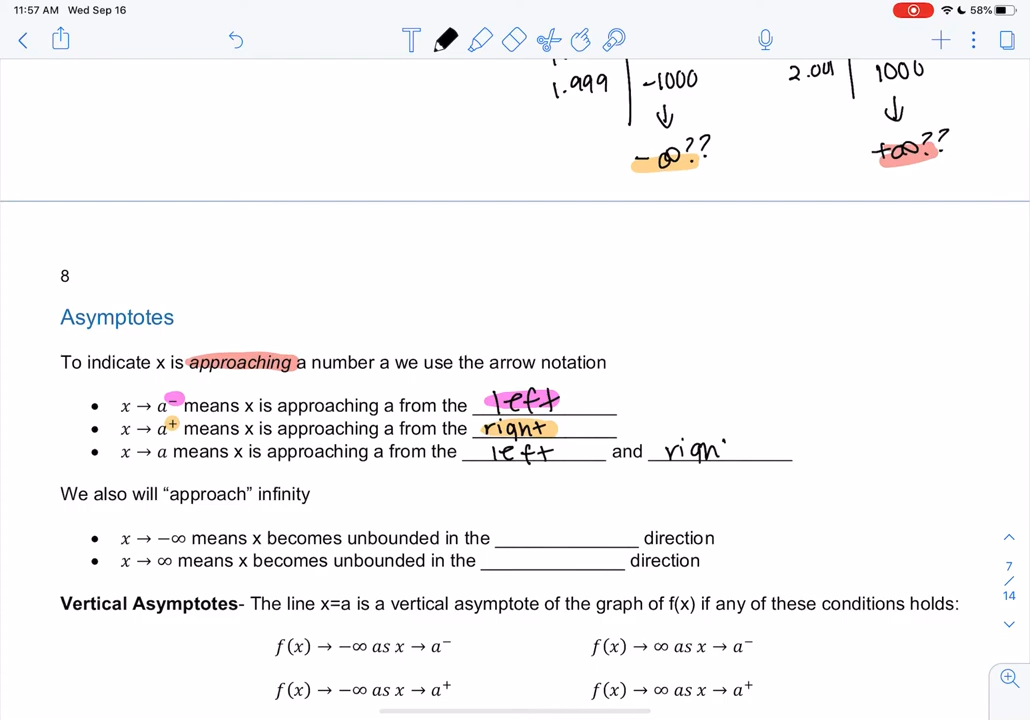 11:57 AM Wed Sep 16
58%
T
1.999 -1000
2.001 1000
-∞??
+∞??
8
Asymptotes
To indicate x is approaching a number a we use the arrow notation
• x → a⁻ means x is approaching a from the left
• x → a⁺ means x is approaching a from the right
• x → a means x is approaching a from the left and righ
We also will “approach” infinity
• x → −∞ means x becomes unbounded in the ____________ direction
• x → ∞ means x becomes unbounded in the ____________ direction
7
/
14
Vertical Asymptotes- The line x=a is a vertical asymptote of the graph of f(x) if any of these conditions holds:
f(x) → −∞ as x → a⁻ f(x) → ∞ as x → a⁻
f(x) → −∞ as x → a⁺ f(x) → ∞ as x → a⁺